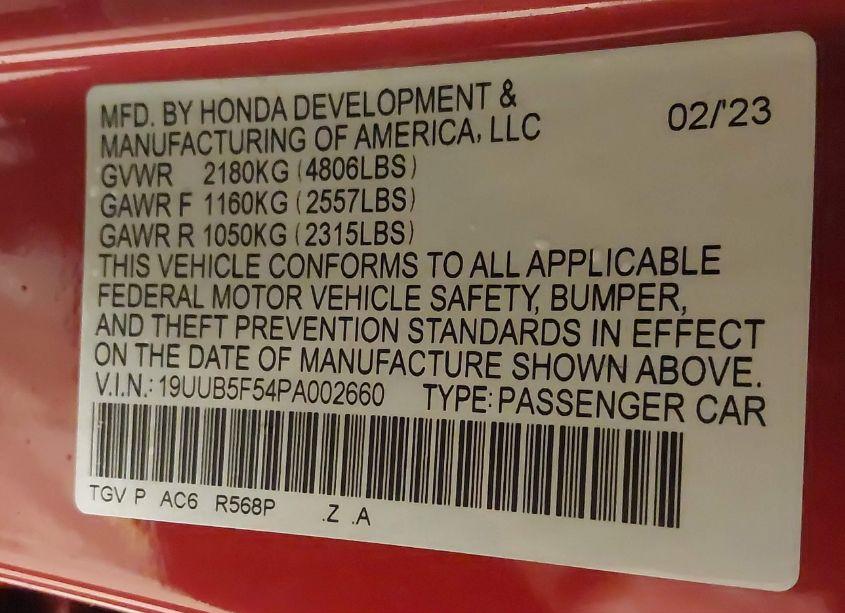 MFD. BY HONDA DEVELOPMENT &
MANUFACTURING OF AMERICA, LLC
02/'23
GVWR 2180KG (4806LBS)
GAWR F 1160KG (2557LBS)
GAWR R 1050KG (2315LBS)
THIS VEHICLE CONFORMS TO ALL APPLICABLE
FEDERAL MOTOR VEHICLE SAFETY, BUMPER,
AND THEFT PREVENTION STANDARDS IN EFFECT
ON THE DATE OF MANUFACTURE SHOWN ABOVE.
V.I.N.: 19UUB5F54PA002660 TYPE: PASSENGER CAR
TGV P AC6 R568P .Z .A